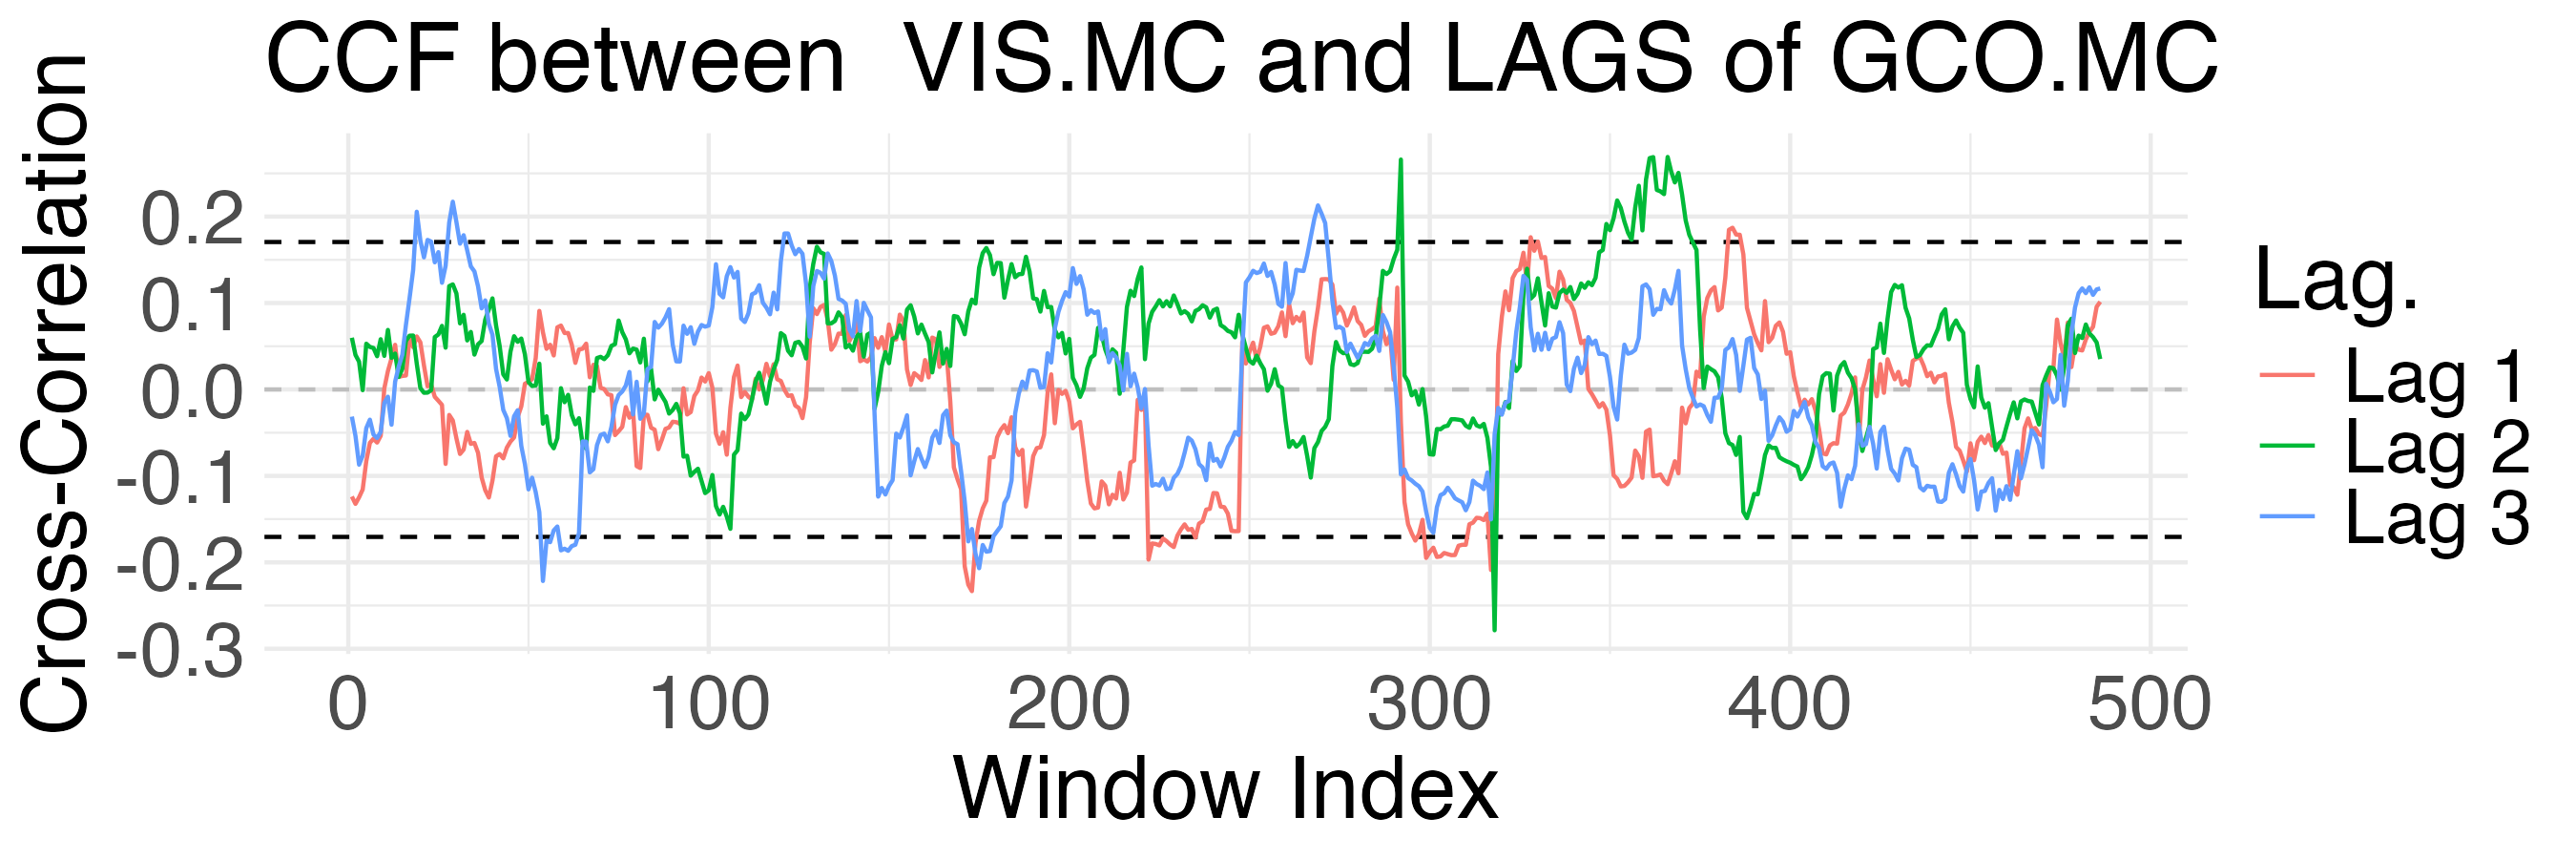 CCF between  VIS.MC and LAGS of GCO.MC
Cross-Correlation
0.2
0.1
0.0
-0.1
-0.2
-0.3
0 100 200 300 400 500
Window Index
Lag.
Lag 1
Lag 2
Lag 3